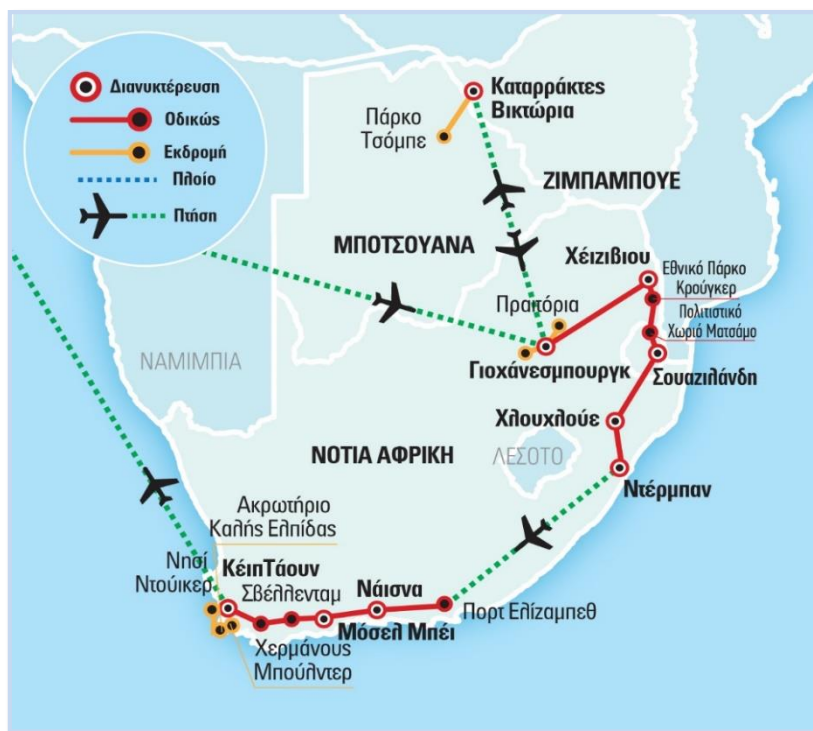 Διανυκτέρευση
Οδικώς
Εκδρομή
Πλοίο
Πτήση
Καταρράκτες
Βικτώρια
Πάρκο
Τσόμπε
ΖΙΜΠΑΜΠΟΥΕ
ΜΠΟΤΣΟΥΑΝΑ
Χέιζιβιου
Εθνικό Πάρκο
Κρούγκερ
Πολιτιστικό
Χωριό Ματσάμο
Πραιτόρια
Γιοχάνεσμπουργκ
Σουαζιλάνδη
ΝΑΜΙΜΠΙΑ
Χλουχλούε
ΝΟΤΙΑ ΑΦΡΙΚΗ
ΛΕΣΟΤΟ
Ντέρμπαν
Ακρωτήριο
Καλής Ελπίδας
Νησί
Ντούικερ
ΚέιπΤάουν
Σβέλλενταμ
Νάισνα
Μόσελ Μπέι
Πορτ Ελίζαμπεθ
Χερμάνους
Μπούλντερ